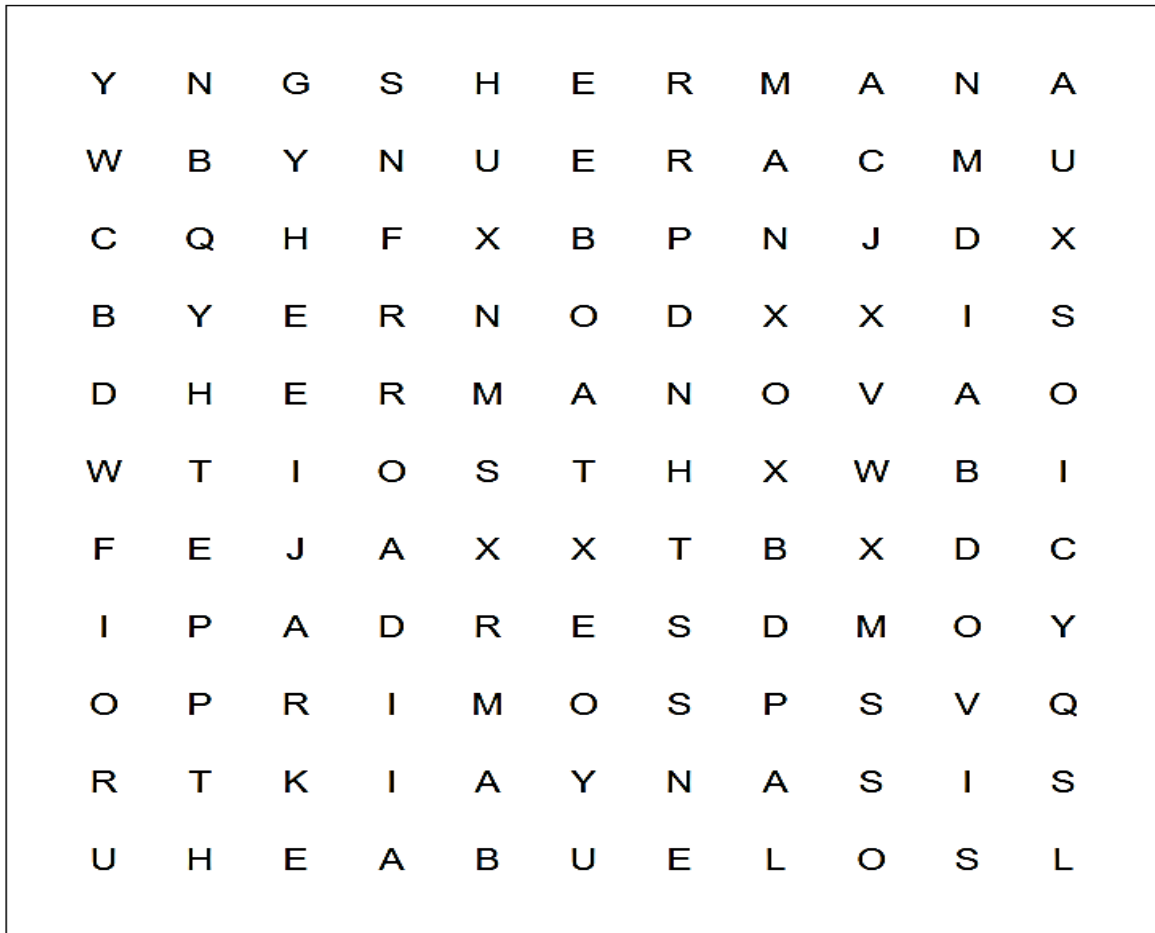 Y N G S H E R M A N A
W B Y N U E R A C M U
C Q H F X B P N J D X
B Y E R N O D X X I S
D H E R M A N O V A O
W T I O S T H X W B I
F E J A X X T B X D C
I P A D R E S D M O Y
O P R I M O S P S V Q
R T K I A Y N A S I S
U H E A B U E L O S L